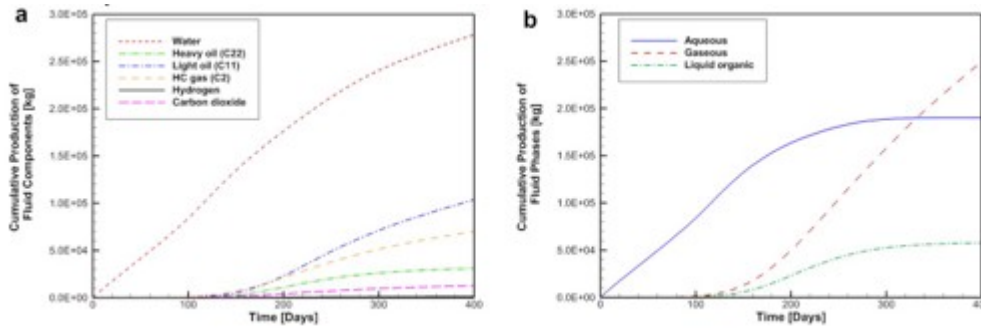 a
Cumulative Production of
Fluid Components [kg]
3.0E+05
2.5E+05
2.0E+05
1.5E+05
1.0E+05
5.0E+04
0.0E+00
Water
Heavy oil (C22)
Light oil (C11)
HC gas (C2)
Hydrogen
Carbon dioxide
0
100
200
300
400
Time [Days]
b
Cumulative Production of
Fluid Phases [kg]
3.0E+05
2.5E+05
2.0E+05
1.5E+05
1.0E+05
5.0E+04
0.0E+00
Aqueous
Gaseous
Liquid organic
0
100
200
300
Time [Days]